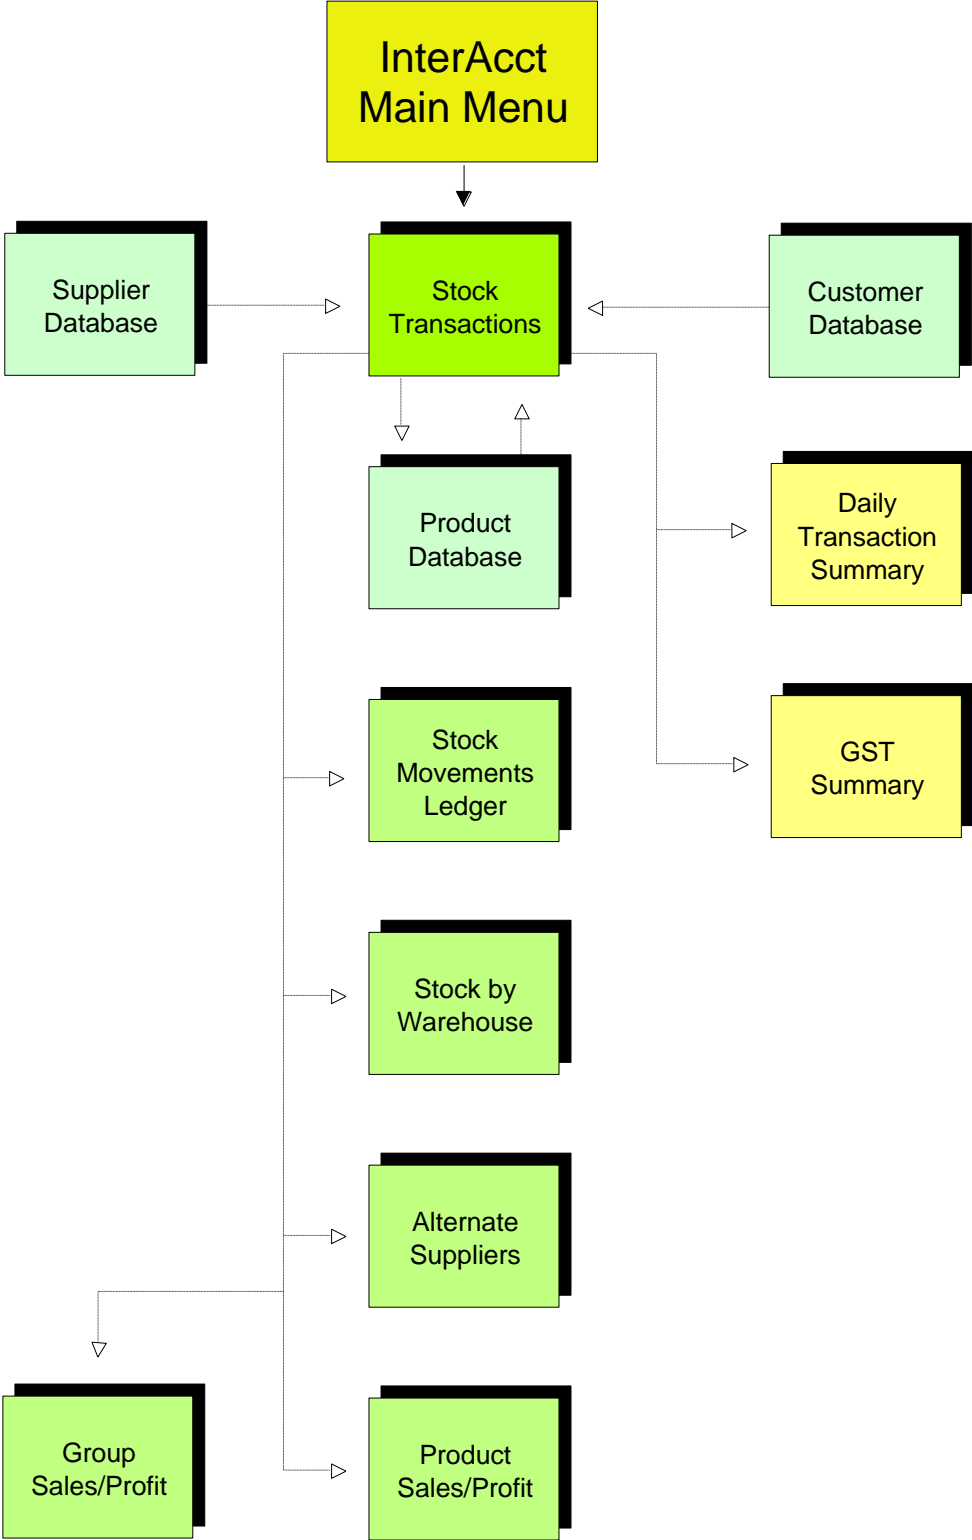 InterAcct
Main Menu
Supplier
Database
Stock
Transactions
Customer
Database
Product
Database
Daily
Transaction
Summary
Stock
Movements
Ledger
GST
Summary
Stock by
Warehouse
Alternate
Suppliers
Group
Sales/Profit
Product
Sales/Profit